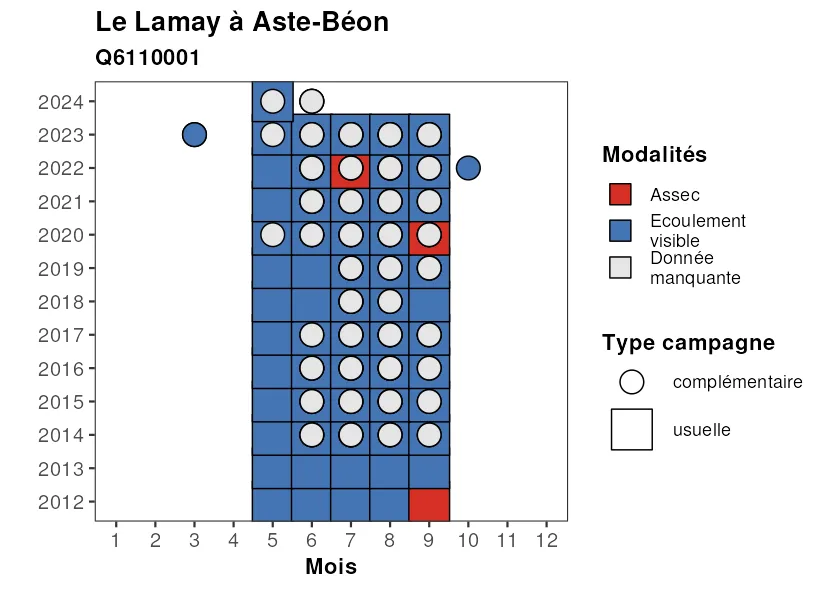 Le Lamay à Aste-Béon
Q6110001
2024
2023
2022
2021
2020
2019
2018
2017
2016
2015
2014
2013
2012
1 2 3 4 5 6 7 8 9 10 11 12
Mois
Modalités
Assec
Ecoulement
visible
Donnée
manquante
Type campagne
complémentaire
usuelle